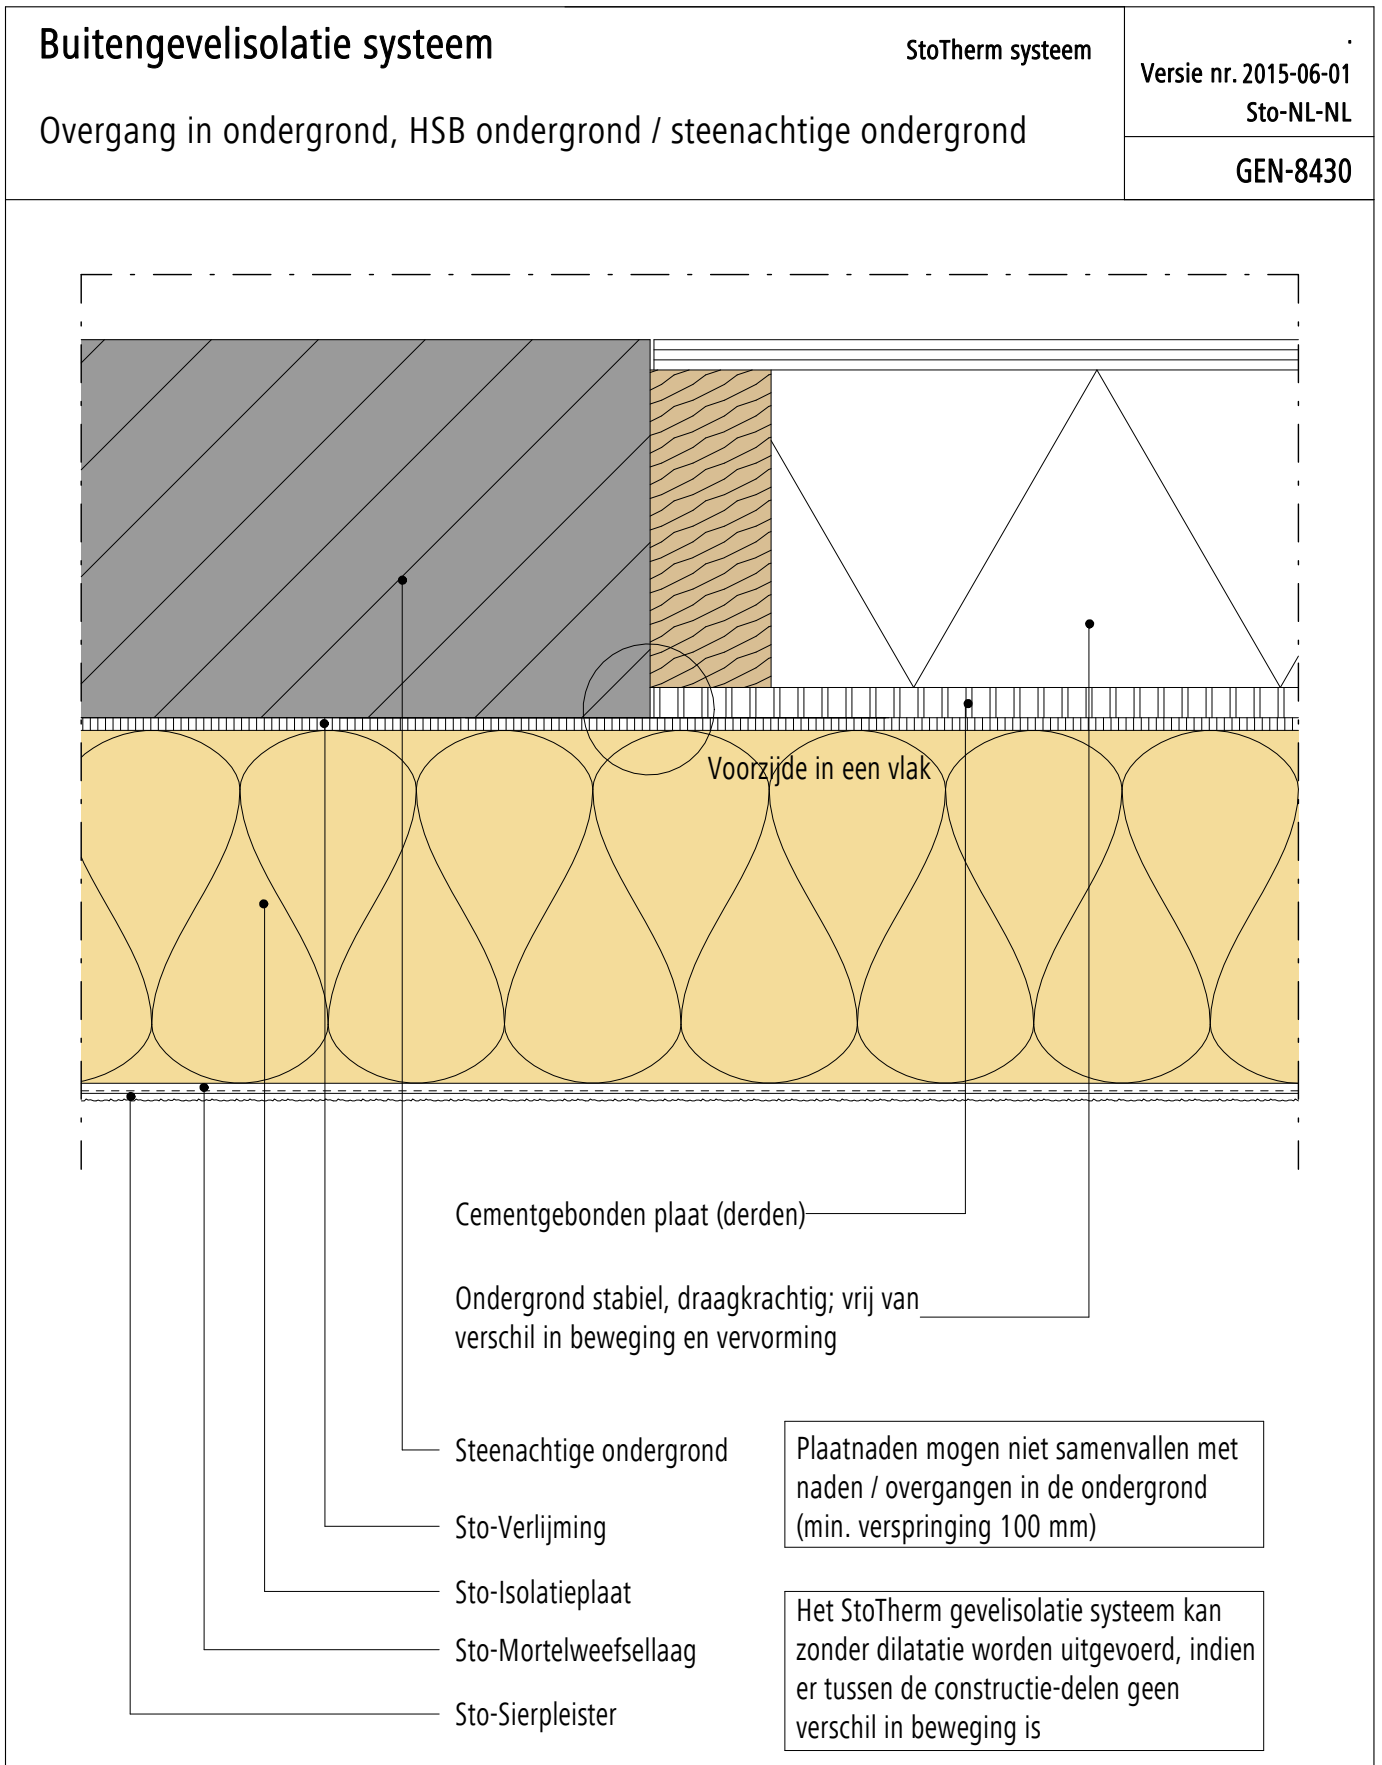 Buitengevelisolatie systeem
StoTherm systeem
.
Versie nr. 2015-06-01
Sto-NL-NL
Overgang in ondergrond, HSB ondergrond / steenachtige ondergrond
GEN-8430
Voorzijde in een vlak
Cementgebonden plaat (derden)
Ondergrond stabiel, draagkrachtig; vrij van
verschil in beweging en vervorming
Steenachtige ondergrond
Sto-Verlijming
Sto-Isolatieplaat
Sto-Mortelweefsellaag
Sto-Sierpleister
Plaatnaden mogen niet samenvallen met
naden / overgangen in de ondergrond
(min. verspringing 100 mm)
Het StoTherm gevelisolatie systeem kan
zonder dilatatie worden uitgevoerd, indien
er tussen de constructie-delen geen
verschil in beweging is